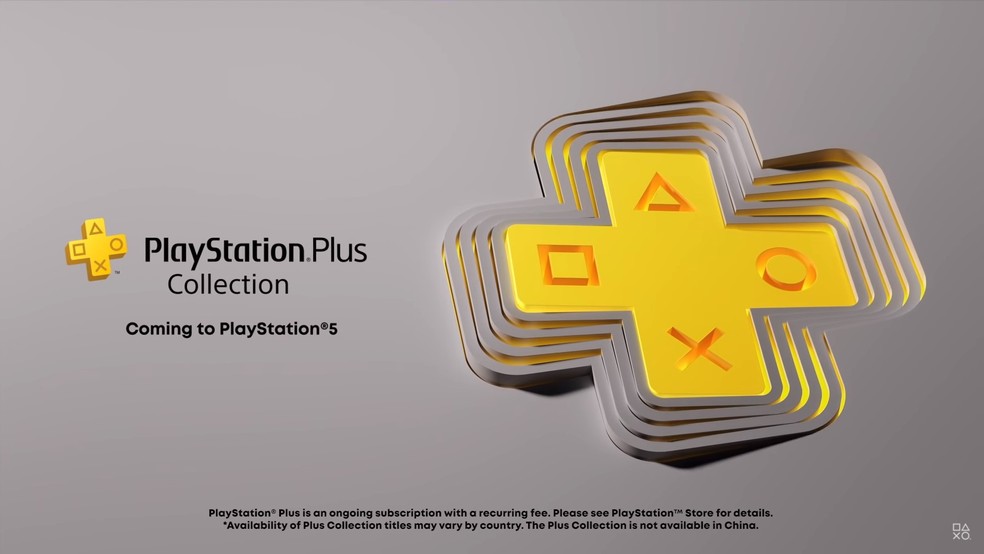 PlayStation®Plus
Collection
Coming to PlayStation®5
PlayStation® Plus is an ongoing subscription with a recurring fee. Please see PlayStation™ Store for details.
*Availability of Plus Collection titles may vary by country. The Plus Collection is not available in China.